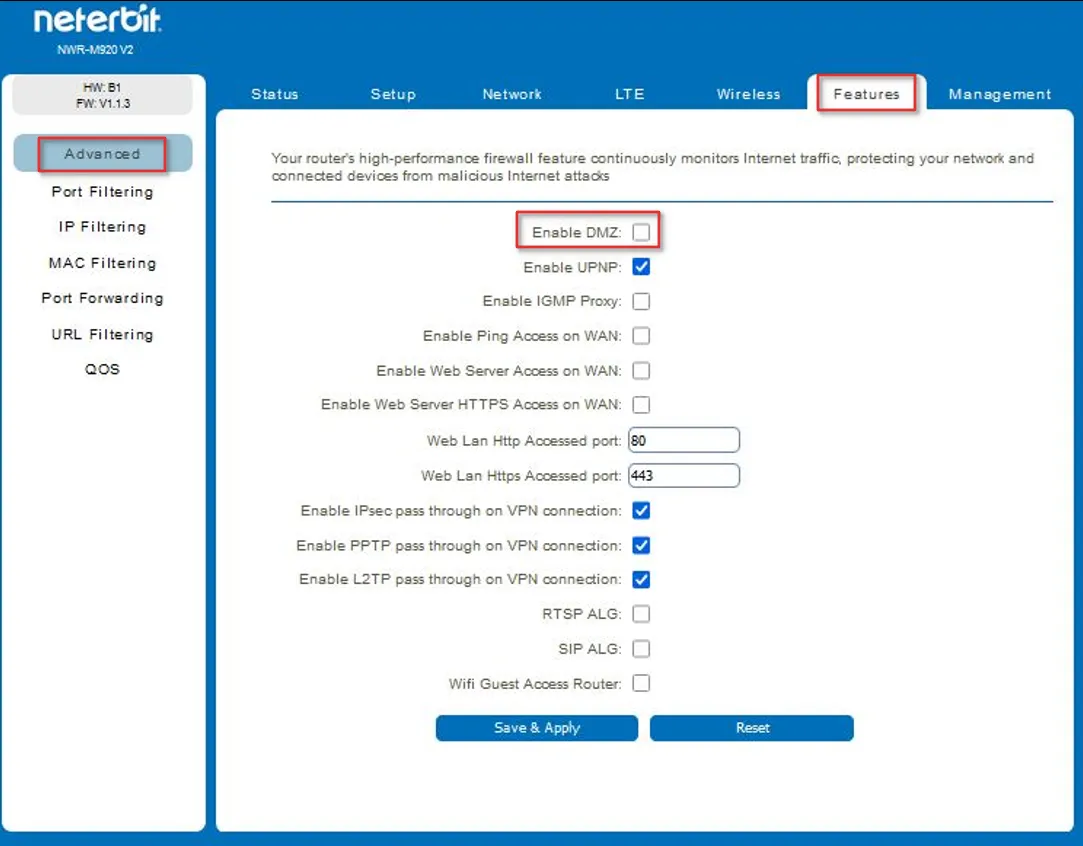 neterbit.
NWR-M920 V2
HW: B1
FW: V1.1.3
Status Setup Network LTE Wireless Features Management
Advanced
Port Filtering
IP Filtering
MAC Filtering
Port Forwarding
URL Filtering
QOS
Your router's high-performance firewall feature continuously monitors Internet traffic, protecting your network and
connected devices from malicious Internet attacks
Enable DMZ:
Enable UPNP:
Enable IGMP Proxy:
Enable Ping Access on WAN:
Enable Web Server Access on WAN:
Enable Web Server HTTPS Access on WAN:
Web Lan Http Accessed port: 80
Web Lan Https Accessed port: 443
Enable IPsec pass through on VPN connection:
Enable PPTP pass through on VPN connection:
Enable L2TP pass through on VPN connection:
RTSP ALG:
SIP ALG:
Wifi Guest Access Router:
Save & Apply Reset